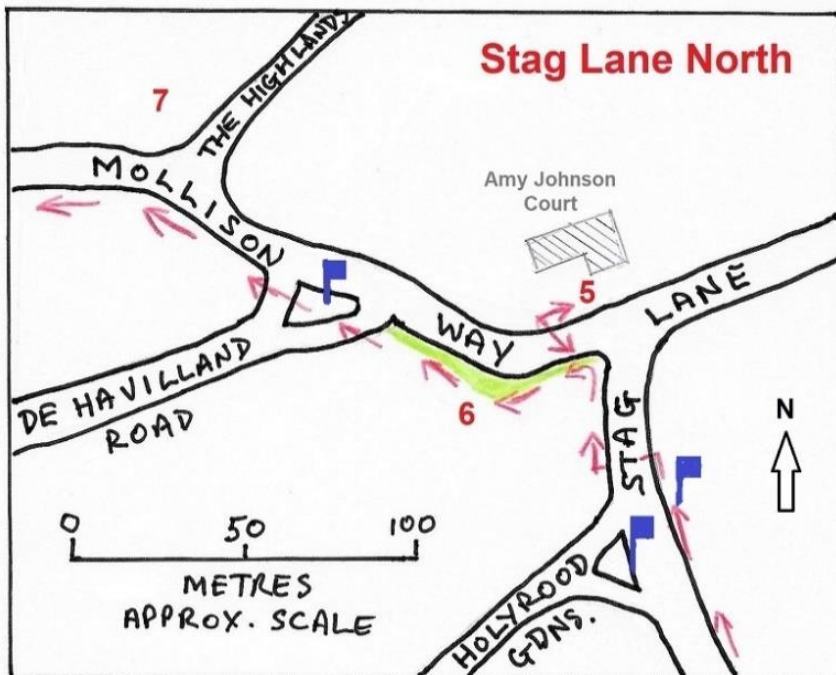 Stag Lane North
7
THE HIGHLANDS
MOLLISON
WAY
Amy Johnson
Court
5
STAG
LANE
6
DE HAVILLAND
ROAD
N
0 50 100
METRES
APPROX. SCALE
HOLYROOD
GDNS.